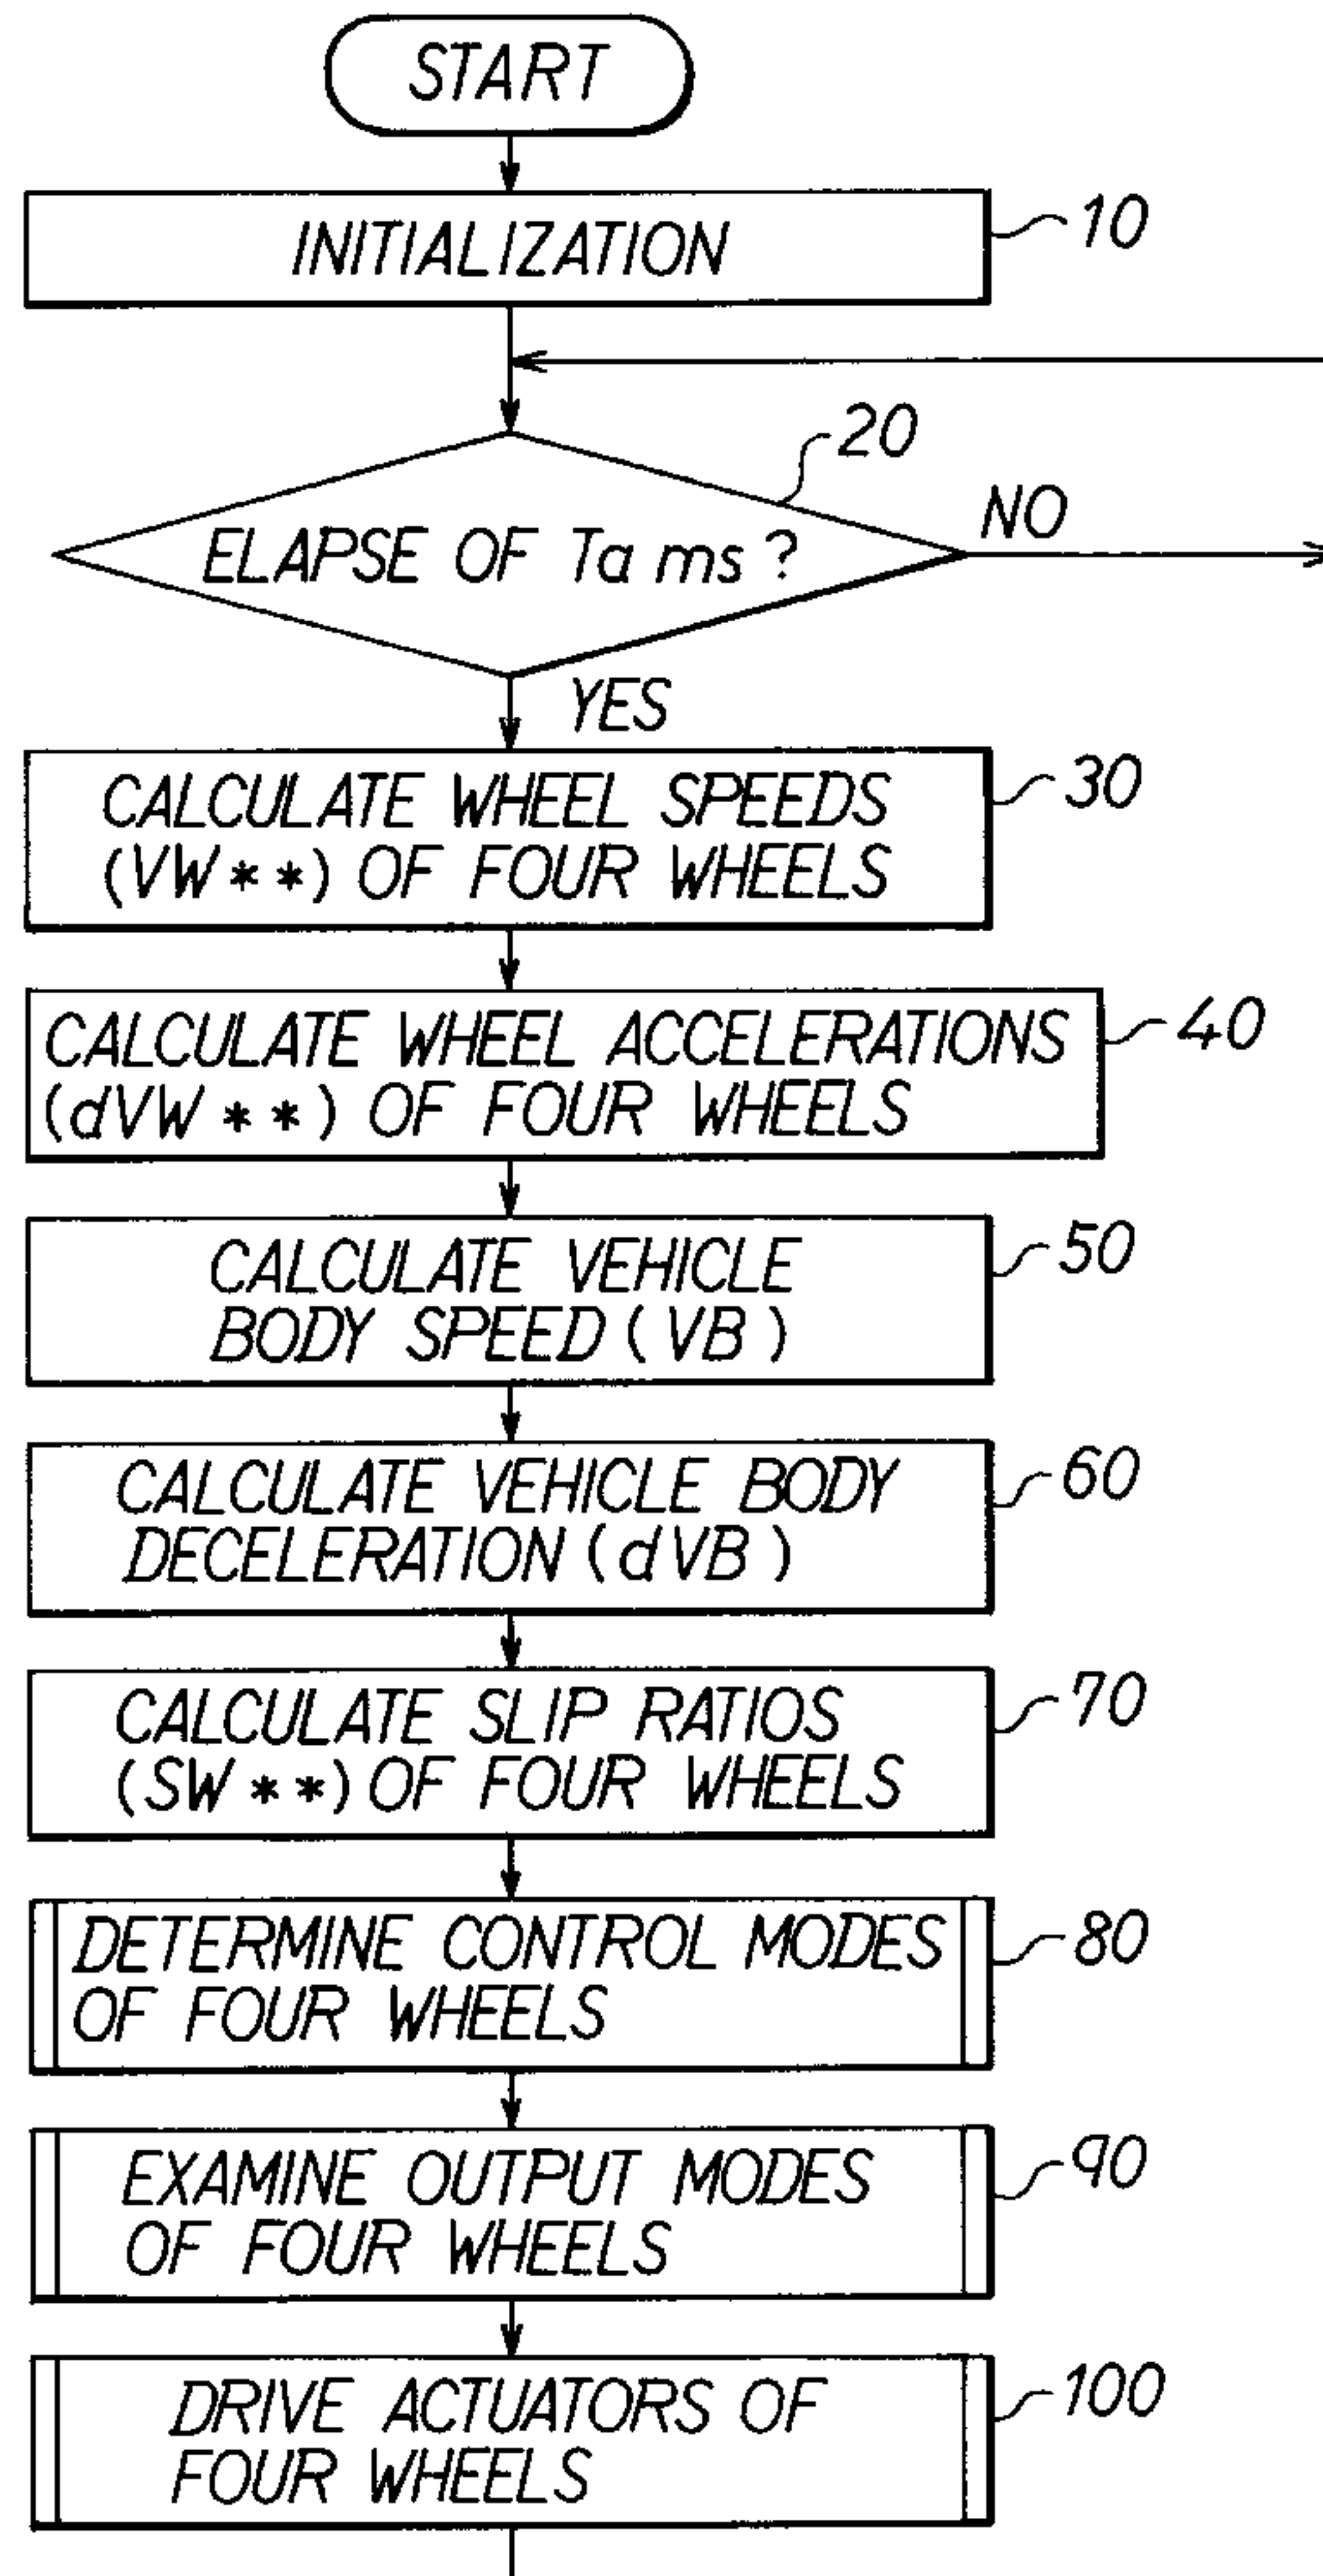 START
INITIALIZATION
10
20
ELAPSE OF Ta ms ?
NO
YES
CALCULATE WHEEL SPEEDS
(VW**) OF FOUR WHEELS
30
CALCULATE WHEEL ACCELERATIONS
(dVW**) OF FOUR WHEELS
40
CALCULATE VEHICLE
BODY SPEED (VB)
50
CALCULATE VEHICLE BODY
DECELERATION (dVB)
60
CALCULATE SLIP RATIOS
(SW**) OF FOUR WHEELS
70
DETERMINE CONTROL MODES
OF FOUR WHEELS
80
EXAMINE OUTPUT MODES
OF FOUR WHEELS
90
DRIVE ACTUATORS OF
FOUR WHEELS
100